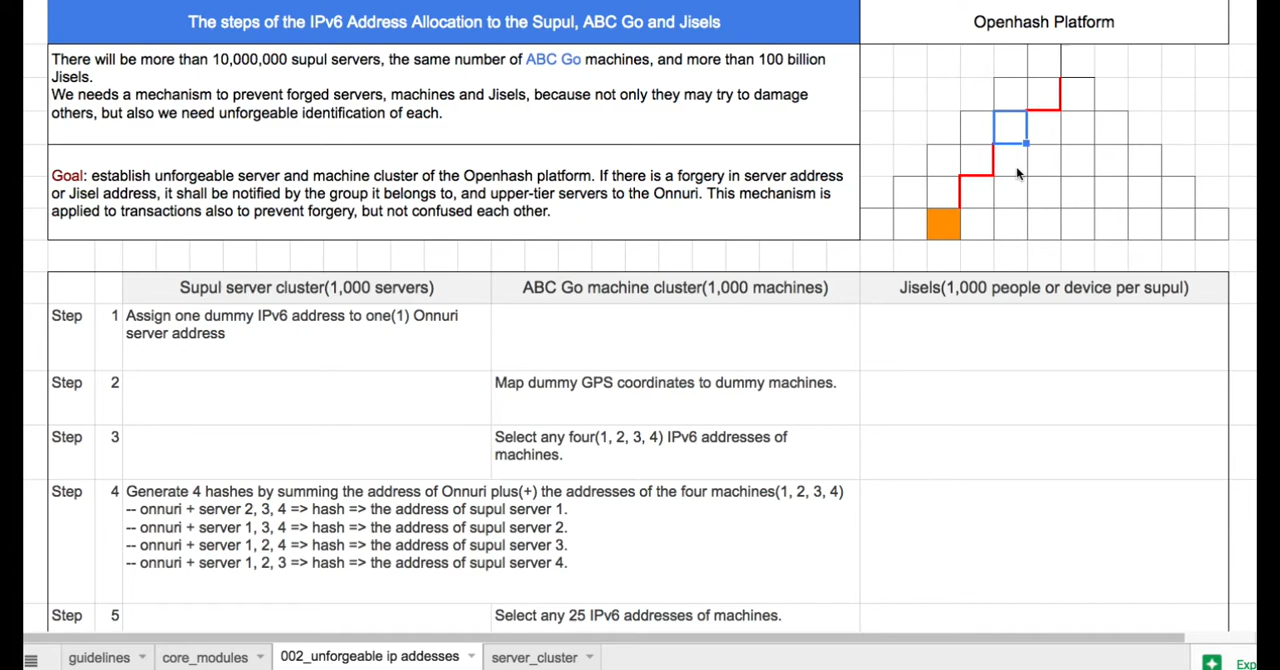 The steps of the IPv6 Address Allocation to the Supul, ABC Go and Jisels
Openhash Platform
There will be more than 10,000,000 supul servers, the same number of ABC Go machines, and more than 100 billion
Jisels.
We needs a mechanism to prevent forged servers, machines and Jisels, because not only they may try to damage
others, but also we need unforgeable identification of each.
Goal: establish unforgeable server and machine cluster of the Openhash platform. If there is a forgery in server address
or Jisel address, it shall be notified by the group it belongs to, and upper-tier servers to the Onnuri. This mechanism is
applied to transactions also to prevent forgery, but not confused each other.
Supul server cluster(1,000 servers)
ABC Go machine cluster(1,000 machines)
Jisels(1,000 people or device per supul)
Step 1 Assign one dummy IPv6 address to one(1) Onnuri
server address
Step 2 Map dummy GPS coordinates to dummy machines.
Step 3 Select any four(1, 2, 3, 4) IPv6 addresses of
machines.
Step 4 Generate 4 hashes by summing the address of Onnuri plus(+) the addresses of the four machines(1, 2, 3, 4)
-- onnuri + server 2, 3, 4 => hash => the address of supul server 1.
-- onnuri + server 1, 3, 4 => hash => the address of supul server 2.
-- onnuri + server 1, 2, 4 => hash => the address of supul server 3.
-- onnuri + server 1, 2, 3 => hash => the address of supul server 4.
Step 5 Select any 25 IPv6 addresses of machines.
guidelines
core_modules
002_unforgeable ip addesses
server_cluster
Exp